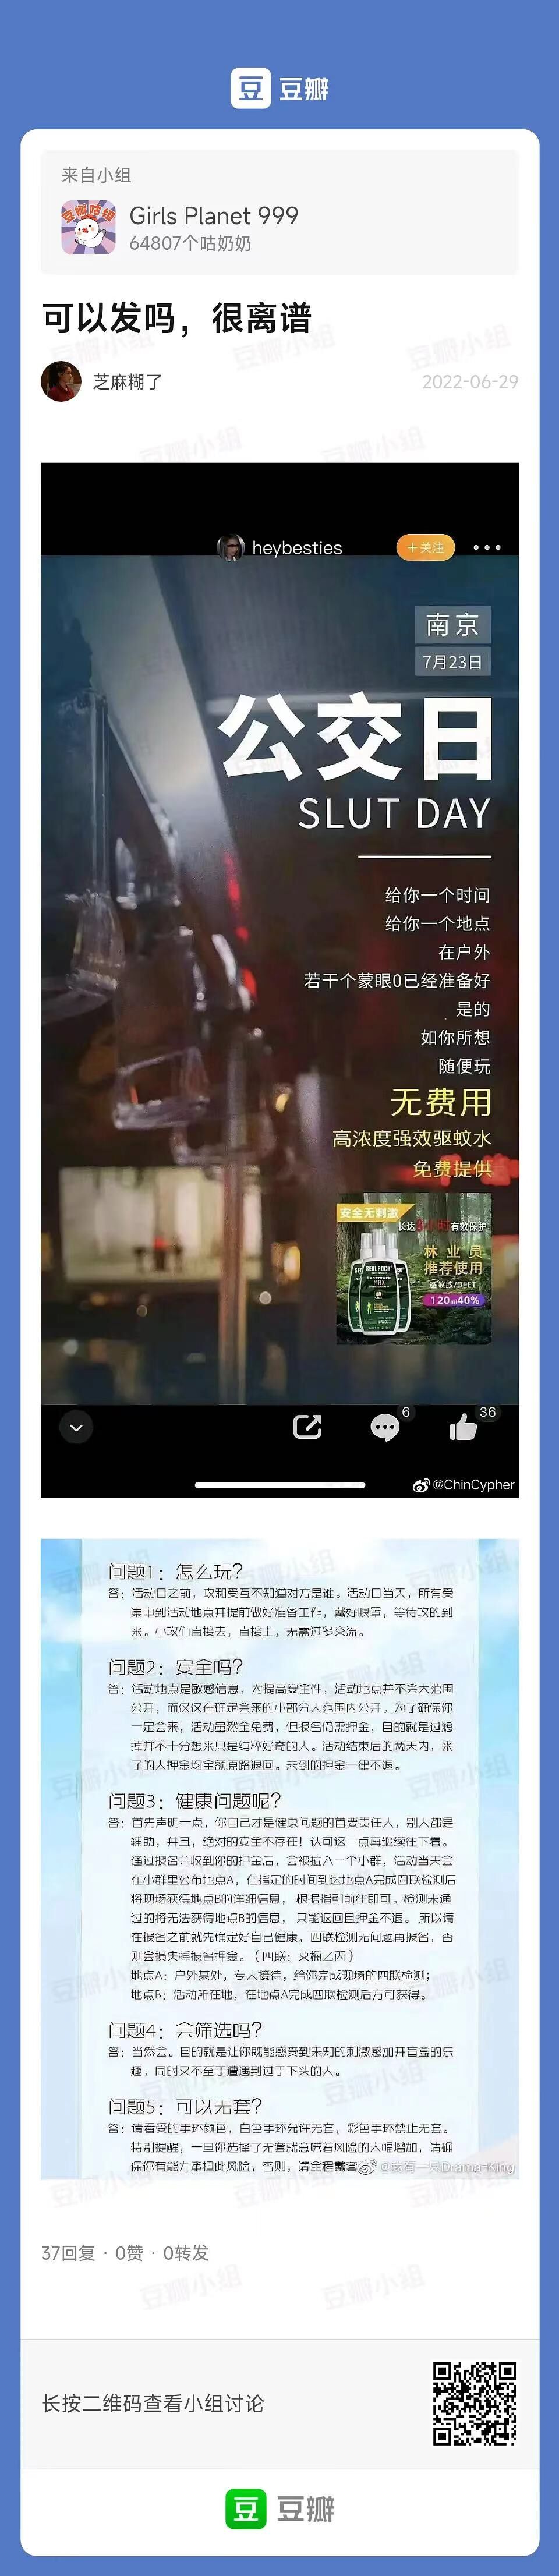 豆 豆瓣
来自小组
豆瓣咕组
Girls Planet 999
64807个咕奶奶
可以发吗，很离谱
芝麻糊了
2022-06-29
heybesties
+关注
南京
7月23日
公交日
SLUT DAY
给你一个时间
给你一个地点
在户外
若干个蒙眼0已经准备好
是的
如你所想
随便玩
无费用
高浓度强效驱蚊水
免费提供
安全无刺激
长达
有效保护
林业员
推荐使用
避蚊胺/DEET
120ml40%
6
36
@ChinCypher
问题1：怎么玩？
答：活动日之前，攻和受互不知道对方是谁。活动日当天，所有受
集中到活动地点并提前做好准备工作，戴好眼罩，等待攻的到
来。小攻们直接去，直接上，无需过多交流。
问题2：安全吗？
答：活动地点是敏感信息，为提高安全性，活动地点并不会大范围
公开，而仅仅在确定会来的小部分人范围内公开。为了确保你
一定会来，活动虽然全免费，但报名仍需押金，目的就是过滤
掉并不十分想来只是纯粹好奇的人。活动结束后的两天内，来
了的人押金均全额原路退回。未到的押金一律不退。
问题3：健康问题呢？
答：首先声明一点，你自己才是健康问题的首要责任人，别人都是
辅助，并且，绝对的安全不存在！认可这一点再继续往下看。
通过报名并收到你的押金后，会被拉入一个小群，活动当天会
在小群里公布地点A，在指定的时间到达地点A完成四联检测后
将现场获得地点B的详细信息，根据指引前往即可。检测未通
过的将无法获得地点B的信息，只能返回且押金不退。所以请
在报名之前就先确定好自己健康，四联检测无问题再报名，否
则会损失掉报名押金。（四联：艾梅乙丙）
地点A：户外某处，专人接待，给你完成现场的四联检测；
地点B：活动所在地，在地点A完成四联检测后方可获得。
问题4：会筛选吗？
答：当然会。目的就是让你既能感受到未知的刺激感加开盲盒的乐
趣，同时又不至于遭遇到过于下头的人。
问题5：可以无套？
答：请看受的手环颜色，白色手环允许无套，彩色手环禁止无套。
特别提醒，一旦你选择了无套就意味着风险的大幅增加，请确
保你有能力承担此风险，否则，请全程戴套
37回复 · 0赞 · 0转发
长按二维码查看小组讨论
豆 豆瓣